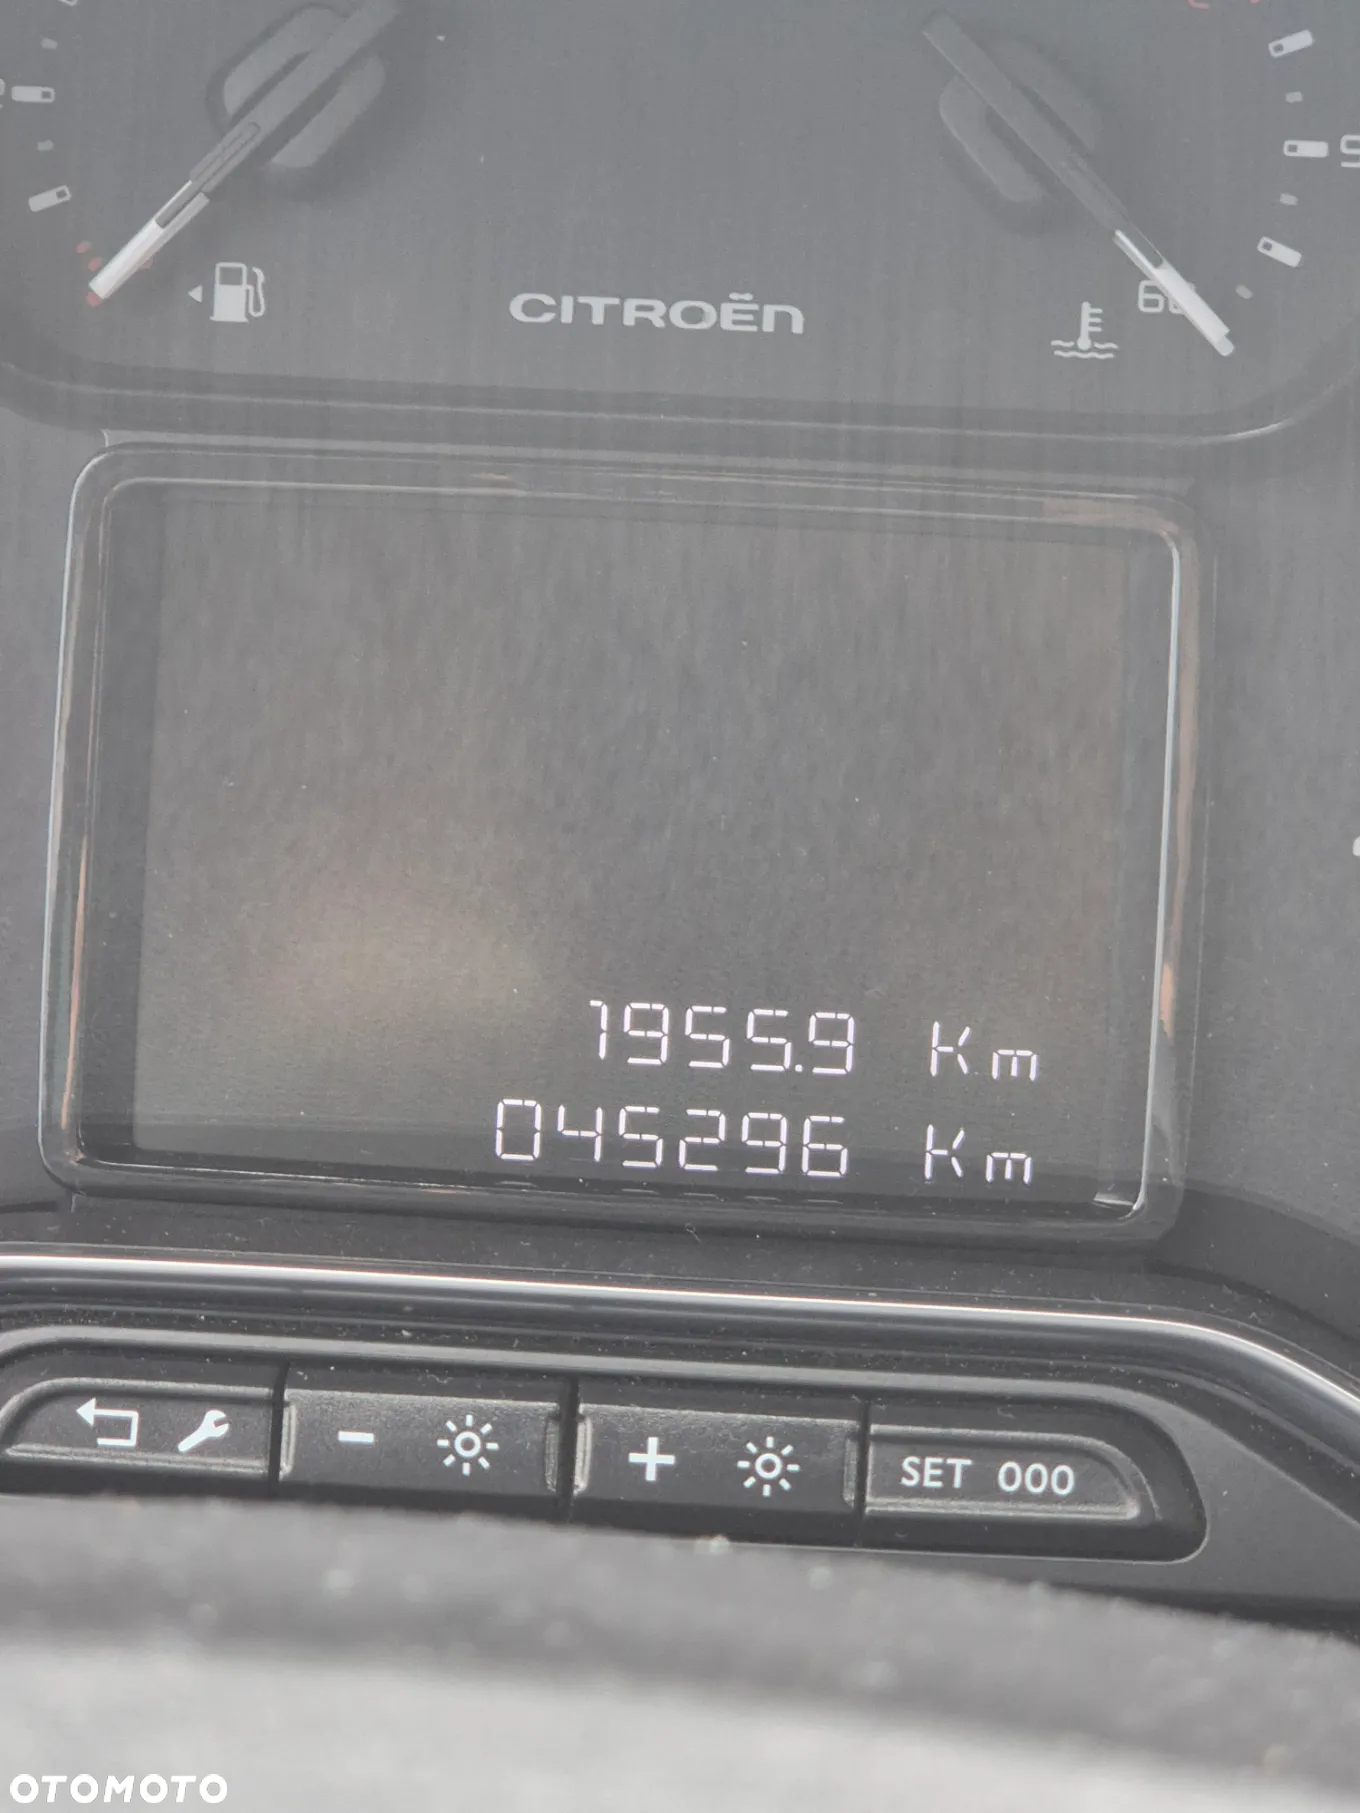 CITROËN
1955.9 Km
045296 Km
- + SET 000
OTOMOTO